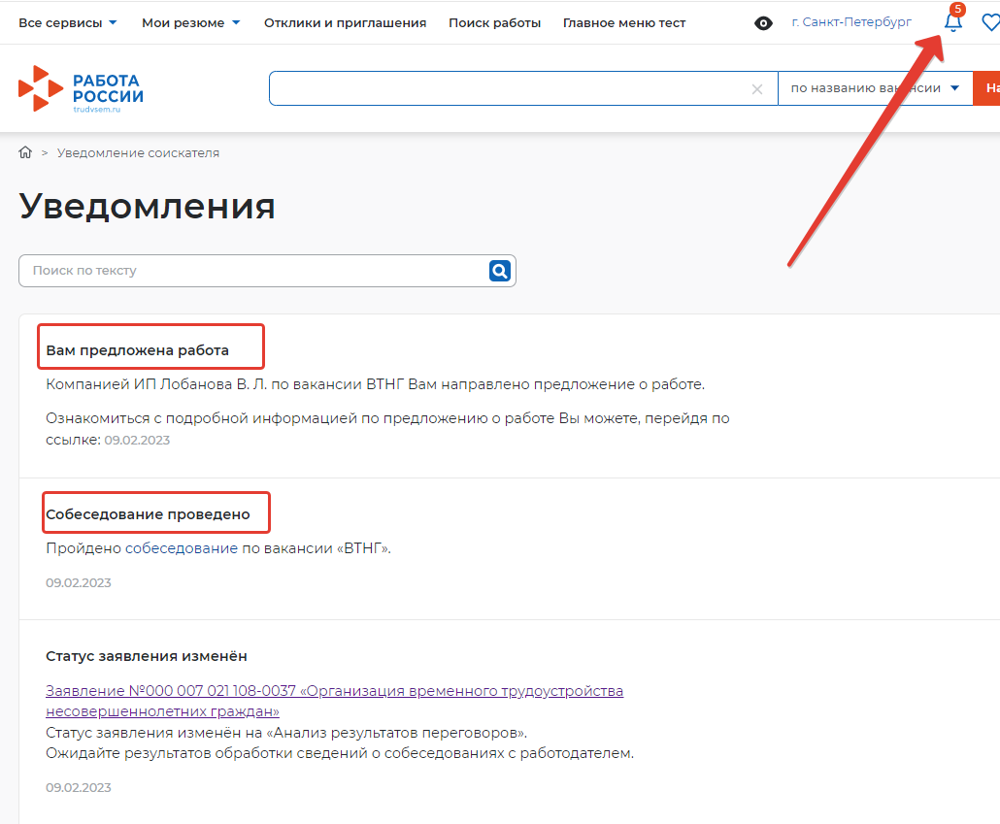 Все сервисы Мои резюме Отклики и приглашения Поиск работы Главное меню тест г. Санкт-Петербург 5
РАБОТА
РОССИИ
trudvsem.ru
по названию вакансии
> Уведомление соискателя
Уведомления
Поиск по тексту
Вам предложена работа
Компанией ИП Лобанова В. Л. по вакансии ВТНГ Вам направлено предложение о работе.
Ознакомиться с подробной информацией по предложению о работе Вы можете, перейдя по
ссылке: 09.02.2023
Собеседование проведено
Пройдено собеседование по вакансии «ВТНГ».
09.02.2023
Статус заявления изменён
Заявление №000 007 021 108-0037 «Организация временного трудоустройства
несовершеннолетних граждан»
Статус заявления изменён на «Анализ результатов переговоров».
Ожидайте результатов обработки сведений о собеседованиях с работодателем.
09.02.2023